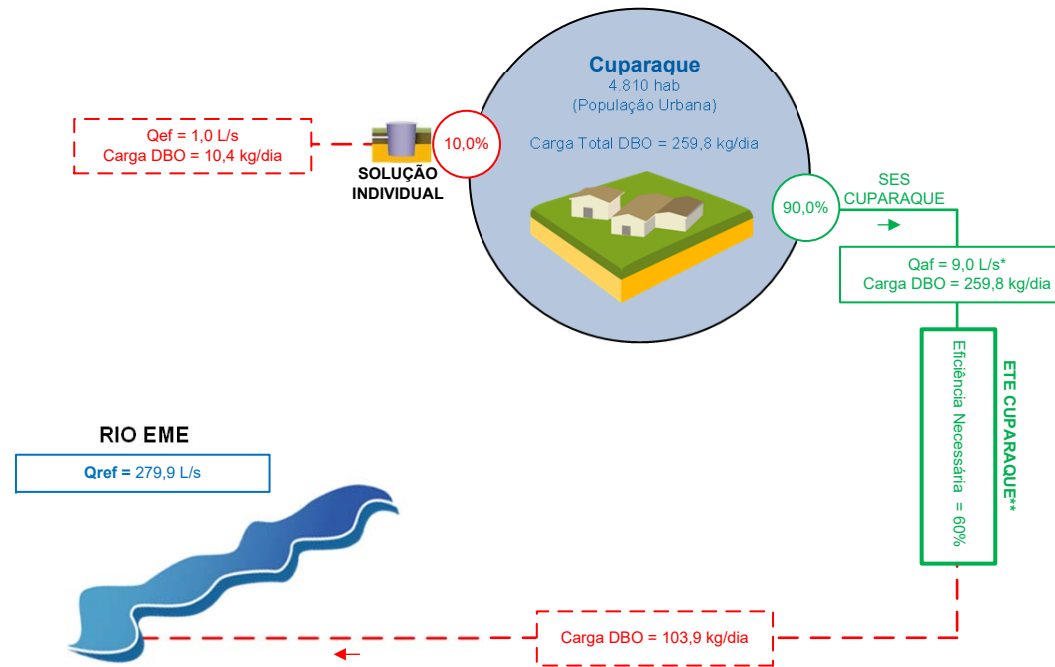 Cuparaque
4.810 hab
(População Urbana)
Carga Total DBO = 259,8 kg/dia
Qef = 1,0 L/s
Carga DBO = 10,4 kg/dia
SOLUÇÃO
INDIVIDUAL
10,0%
90,0%
SES
CUPARAQUE
Qaf = 9,0 L/s*
Carga DBO = 259,8 kg/dia
Eficiência Necessária = 60%
ETE CUPARAQUE**
RIO EME
Qref = 279,9 L/s
Carga DBO = 103,9 kg/dia